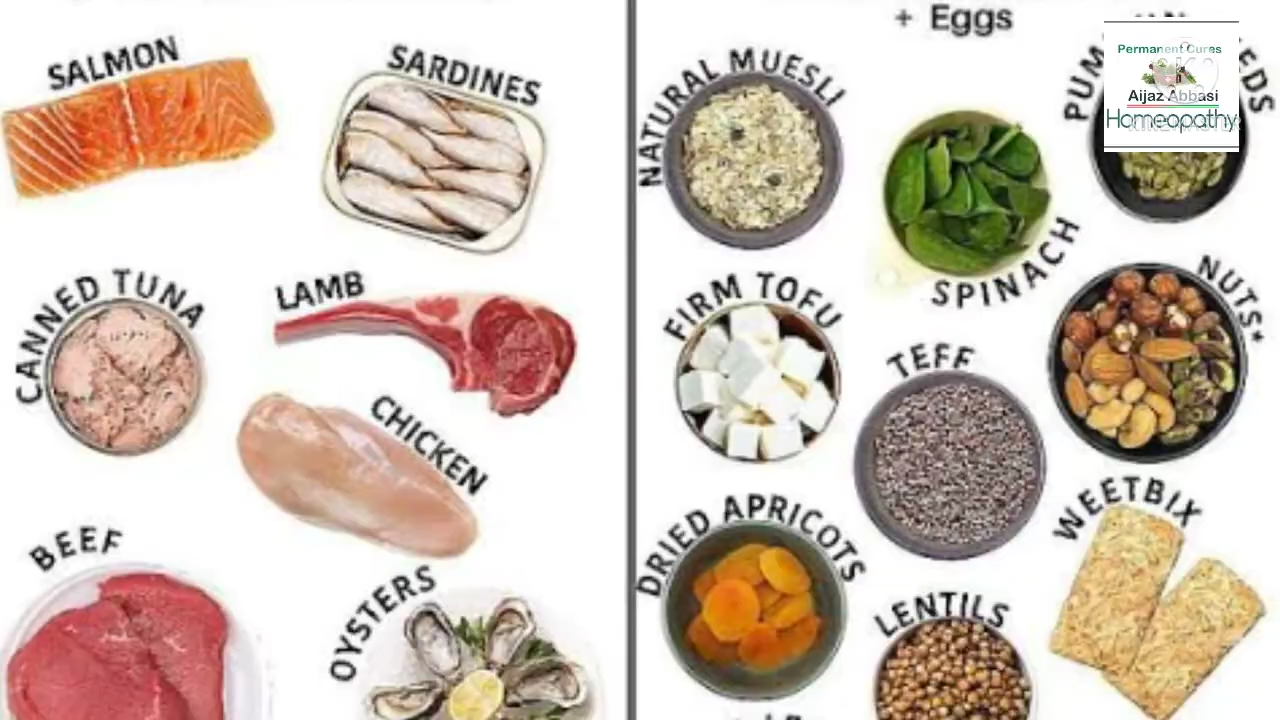 SALMON
SARDINES
CANNED TUNA
LAMB
CHICKEN
BEEF
OYSTERS
+ Eggs
NATURAL MUESLI
SPINACH
FIRM TOFU
TEFF
NUTS*
DRIED APRICOTS
LENTILS
WEETBIX
Permanent Cures
Aijaz Abbasi
Homeopathy